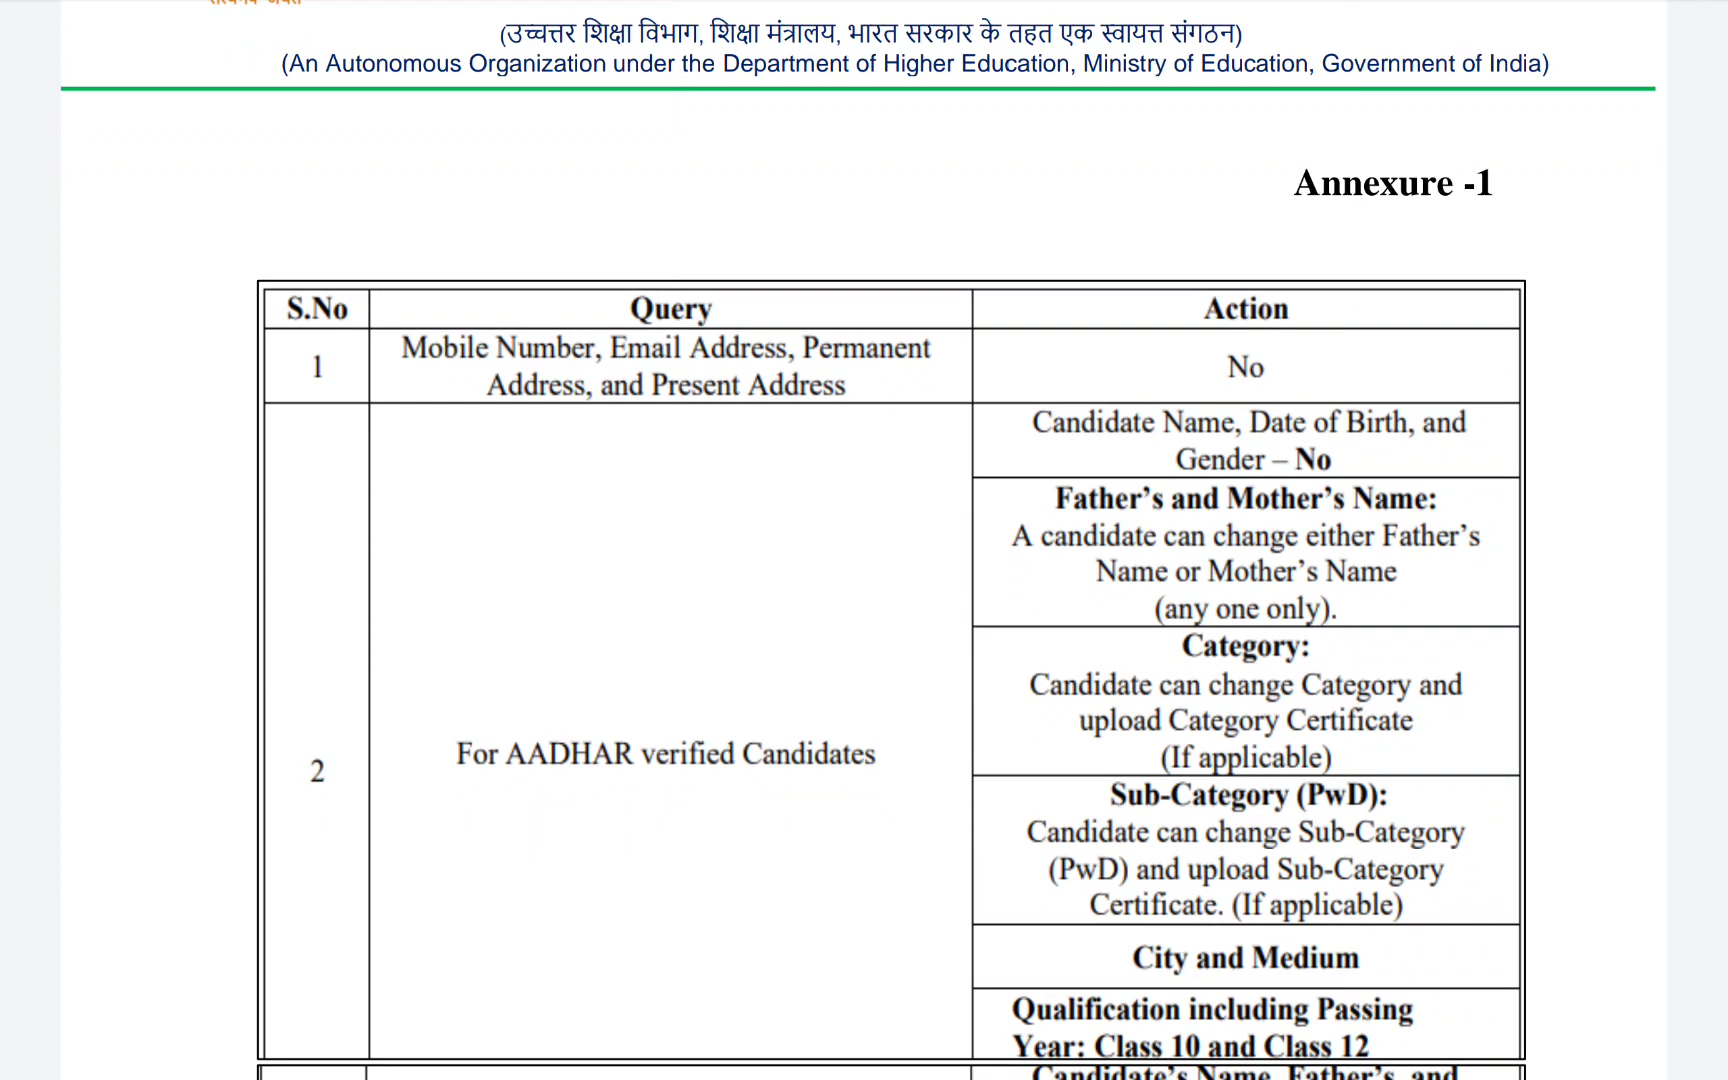 (उच्चत्तर शिक्षा विभाग, शिक्षा मंत्रालय, भारत सरकार के तहत एक स्वायत्त संगठन)
(An Autonomous Organization under the Department of Higher Education, Ministry of Education, Government of India)
Annexure -1
S.No Query Action
1 Mobile Number, Email Address, Permanent
Address, and Present Address
No
2
For AADHAR verified Candidates
Candidate Name, Date of Birth, and
Gender – No
Father’s and Mother’s Name:
A candidate can change either Father’s
Name or Mother’s Name
(any one only).
Category:
Candidate can change Category and
upload Category Certificate
(If applicable)
Sub-Category (PwD):
Candidate can change Sub-Category
(PwD) and upload Sub-Category
Certificate. (If applicable)
City and Medium
Qualification including Passing
Year: Class 10 and Class 12
Candidate’s Name, Father’s, and